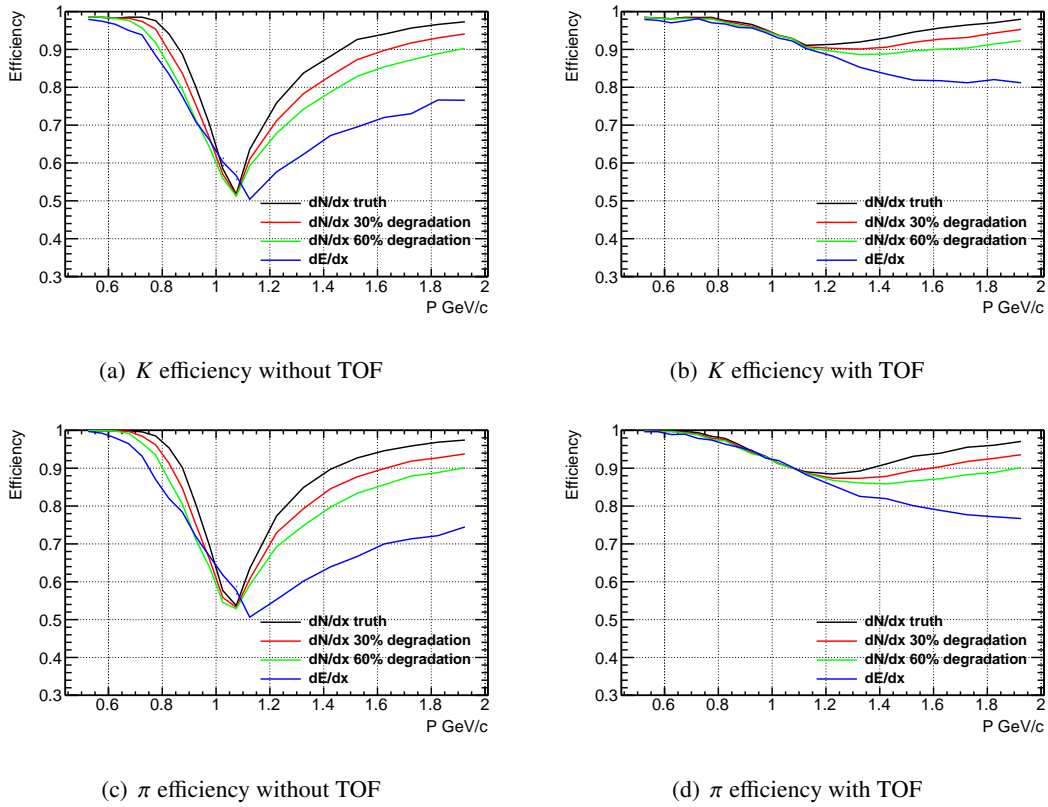 Efficiency
1
0.9
0.8
0.7
0.6
0.5
0.4
0.3
dN/dx truth
dN/dx 30% degradation
dN/dx 60% degradation
dE/dx
0.6 0.8 1 1.2 1.4 1.6 1.8 2
P GeV/c
(a) K efficiency without TOF
Efficiency
1
0.9
0.8
0.7
0.6
0.5
0.4
0.3
dN/dx truth
dN/dx 30% degradation
dN/dx 60% degradation
dE/dx
0.6 0.8 1 1.2 1.4 1.6 1.8 2
P GeV/c
(b) K efficiency with TOF
Efficiency
1
0.9
0.8
0.7
0.6
0.5
0.4
0.3
dN/dx truth
dN/dx 30% degradation
dN/dx 60% degradation
dE/dx
0.6 0.8 1 1.2 1.4 1.6 1.8 2
P GeV/c
(c) π efficiency without TOF
Efficiency
1
0.9
0.8
0.7
0.6
0.5
0.4
0.3
dN/dx truth
dN/dx 30% degradation
dN/dx 60% degradation
dE/dx
0.6 0.8 1 1.2 1.4 1.6 1.8 2
P GeV/c
(d) π efficiency with TOF